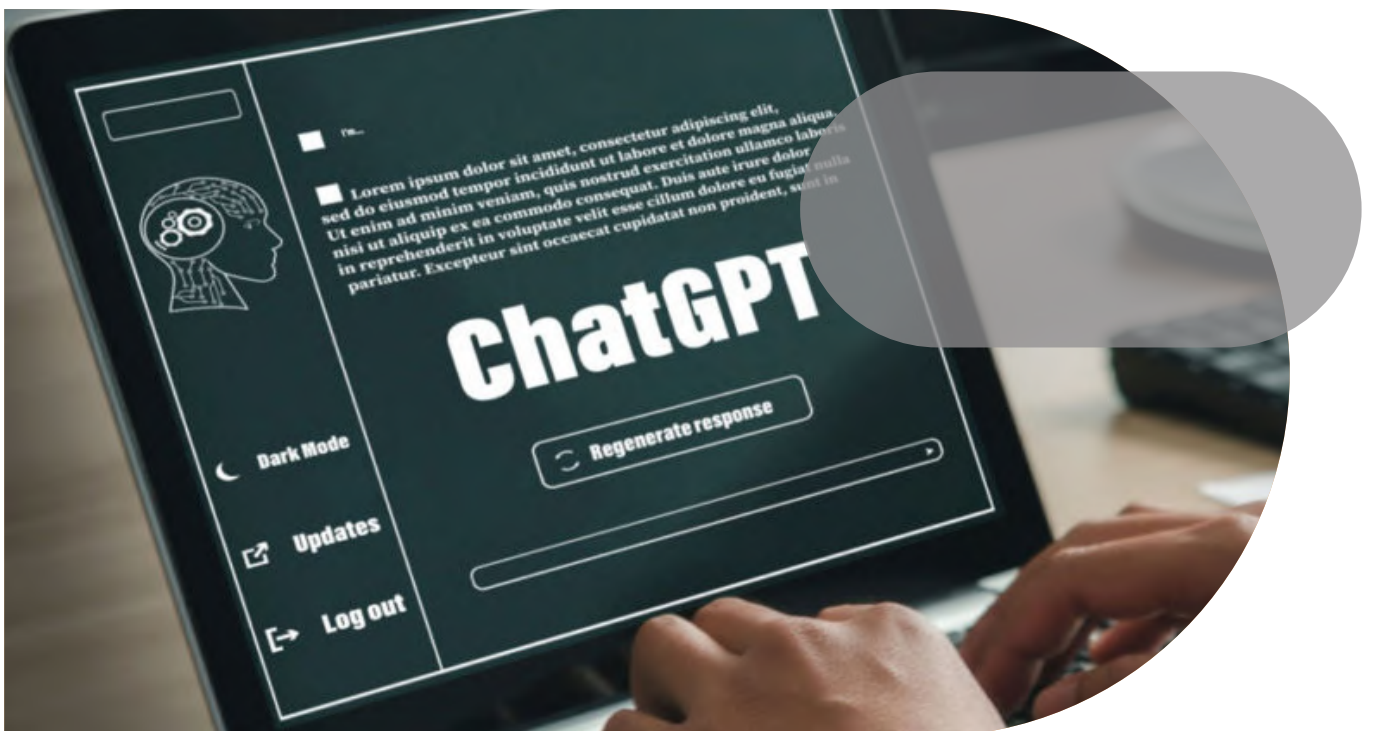 Lorem ipsum dolor sit amet, consectetur adipiscing elit,
sed do eiusmod tempor incididunt ut labore et dolore magna aliqua.
Ut enim ad minim veniam, quis nostrud exercitation ullamco laboris
nisi ut aliquip ex ea commodo consequat. Duis aute irure dolor
in reprehenderit in voluptate velit esse cillum dolore eu fugiat nulla
pariatur. Excepteur sint occaecat cupidatat non proident, sunt in
ChatGPT
Regenerate response
Dark Mode
Updates
Log out